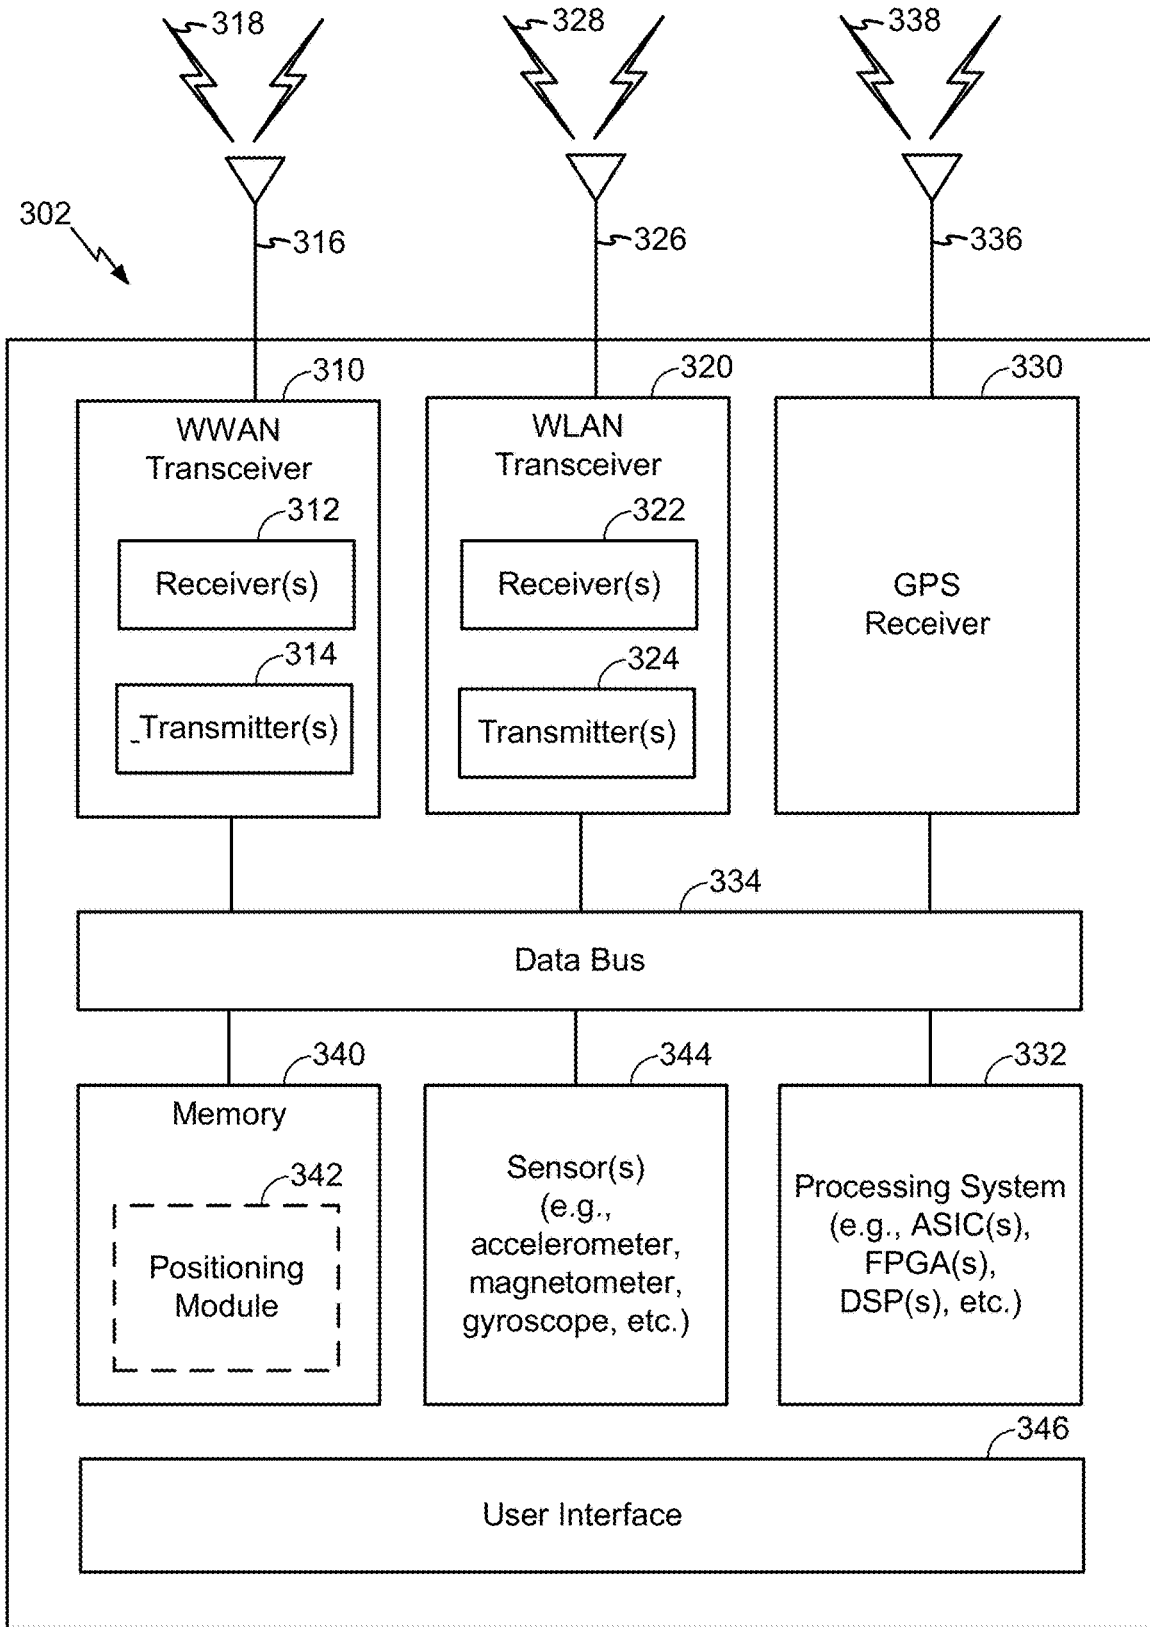 318
328
338
302
316
326
336
310
320
330
WWAN
Transceiver
WLAN
Transceiver
312
322
Receiver(s)
Receiver(s)
GPS
Receiver
314
324
Transmitter(s)
Transmitter(s)
334
Data Bus
340
344
332
Memory
342
Positioning
Module
Sensor(s)
(e.g.,
accelerometer,
magnetometer,
gyroscope, etc.)
Processing System
(e.g., ASIC(s),
FPGA(s),
DSP(s), etc.)
346
User Interface